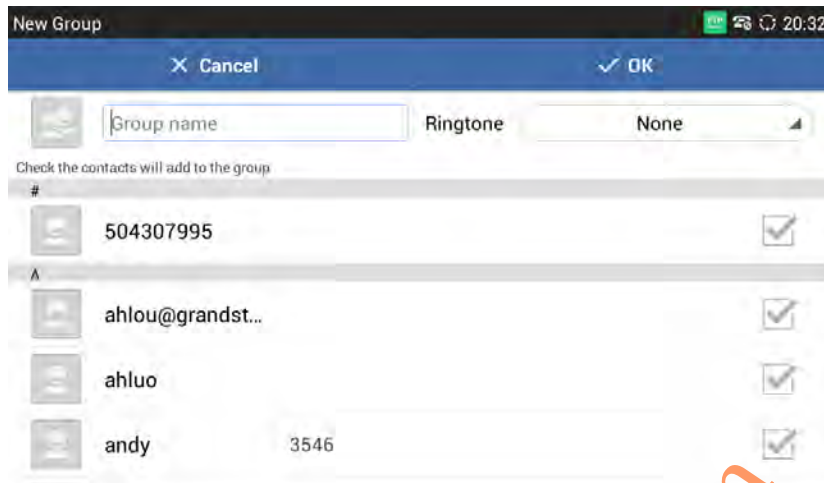 New Group 20:32
Cancel OK
Group name Ringtone None
Check the contacts will add to the group
#
504307995
A
ahlou@grandst...
ahluo
andy 3546